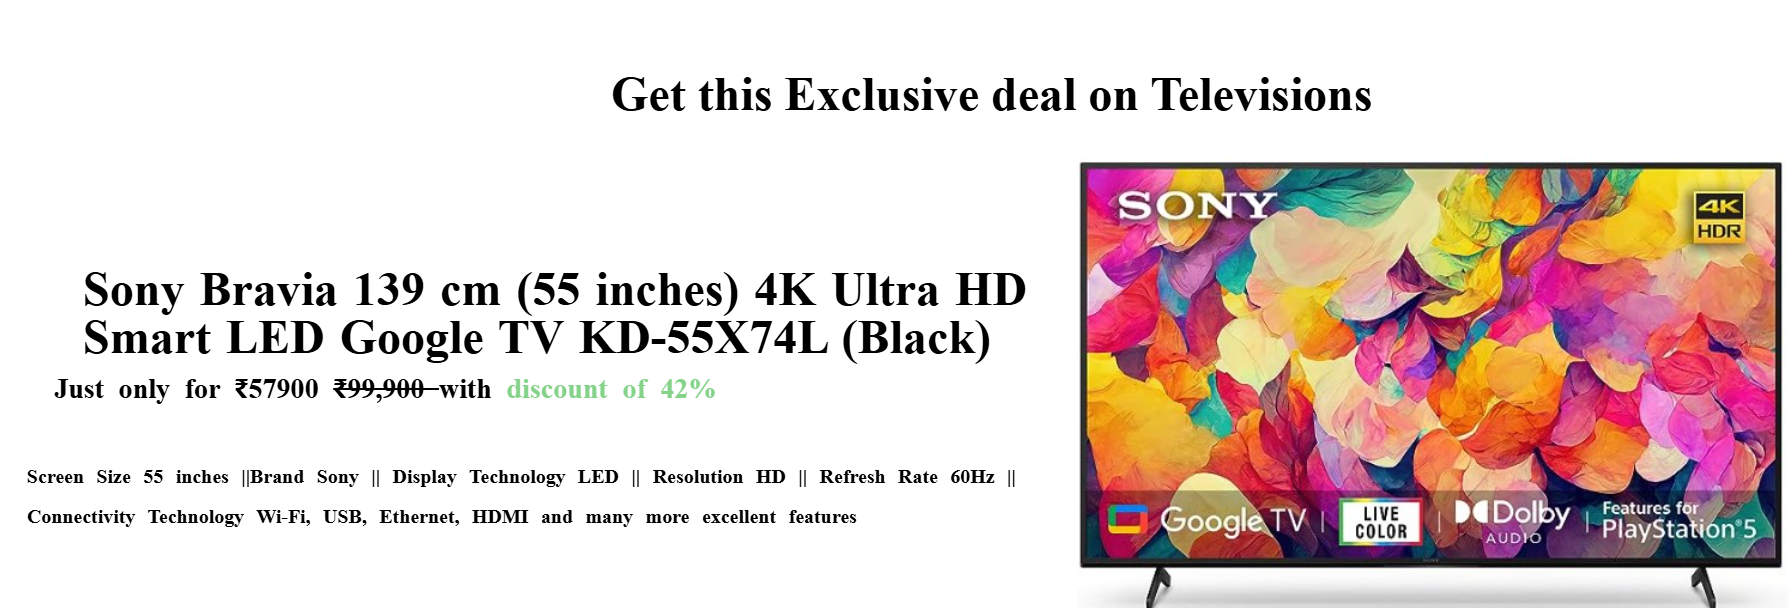 Get this Exclusive deal on Televisions
Sony Bravia 139 cm (55 inches) 4K Ultra HD
Smart LED Google TV KD-55X74L (Black)
Just only for ₹57900 ₹99,900 with discount of 42%
Screen Size 55 inches ||Brand Sony || Display Technology LED || Resolution HD || Refresh Rate 60Hz ||
Connectivity Technology Wi-Fi, USB, Ethernet, HDMI and many more excellent features
SONY
4K
HDR
Google TV
LIVE
COLOR
Dolby
AUDIO
Features for
PlayStation®5